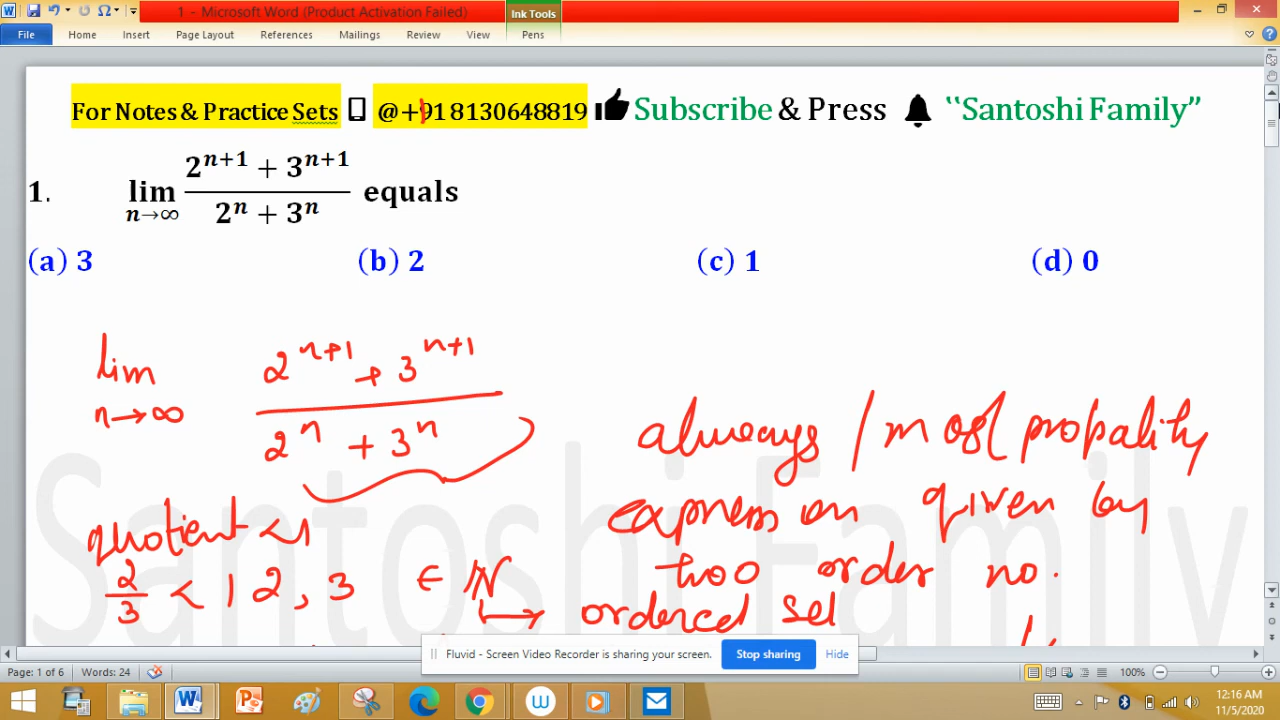 1 - Microsoft Word (Product Activation Failed)
Ink Tools
File Home Insert Page Layout References Mailings Review View Pens
For Notes & Practice Sets @+918130648819 Subscribe & Press ‘‘Santoshi Family”
1. lim n→∞ (2^{n+1} + 3^{n+1}) / (2^n + 3^n) equals
(a) 3 (b) 2 (c) 1 (d) 0
lim n→∞ (2^{n+1} + 3^{n+1}) / (2^n + 3^n)
always / most propality
expression given by
quotient < 1
two order no.
2/3 < 1 2, 3 ∈ N
ordered set
Santoshi Family
Fluvid - Screen Video Recorder is sharing your screen. Stop sharing Hide
Page: 1 of 6 Words: 24 100%
12:16 AM
11/5/2020